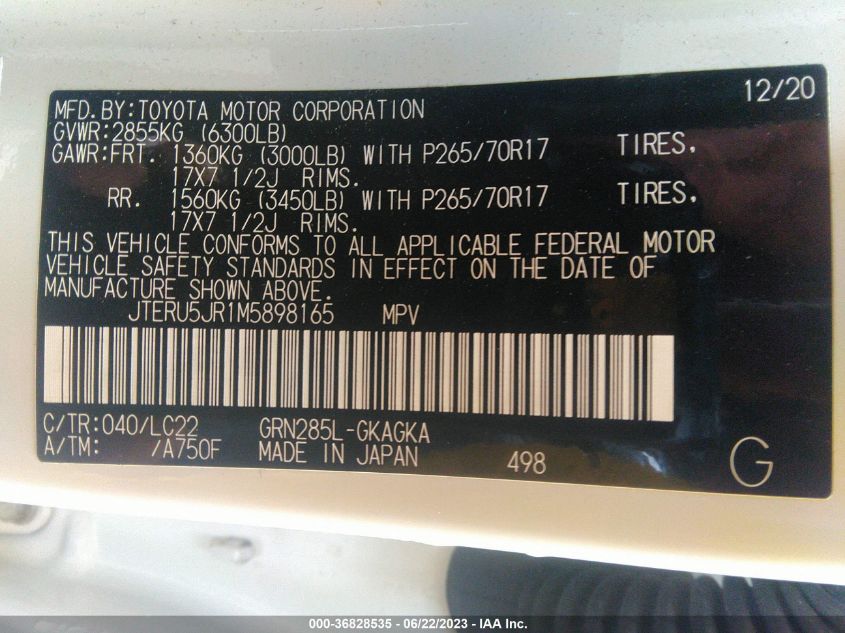 12/20
MFD.BY:TOYOTA MOTOR CORPORATION
GVWR:2855KG (6300LB)
GAWR:FRT. 1360KG (3000LB) WITH P265/70R17 TIRES,
17X7 1/2J RIMS.
RR. 1560KG (3450LB) WITH P265/70R17 TIRES,
17X7 1/2J RIMS.
THIS VEHICLE CONFORMS TO ALL APPLICABLE FEDERAL MOTOR
VEHICLE SAFETY STANDARDS IN EFFECT ON THE DATE OF
MANUFACTURE SHOWN ABOVE.
JTERU5JR1M5898165 MPV
C/TR:040/LC22 GRN285L-GKAGKA
A/TM: /A750F MADE IN JAPAN 498 G
000-36828535 - 06/22/2023 - IAA Inc.